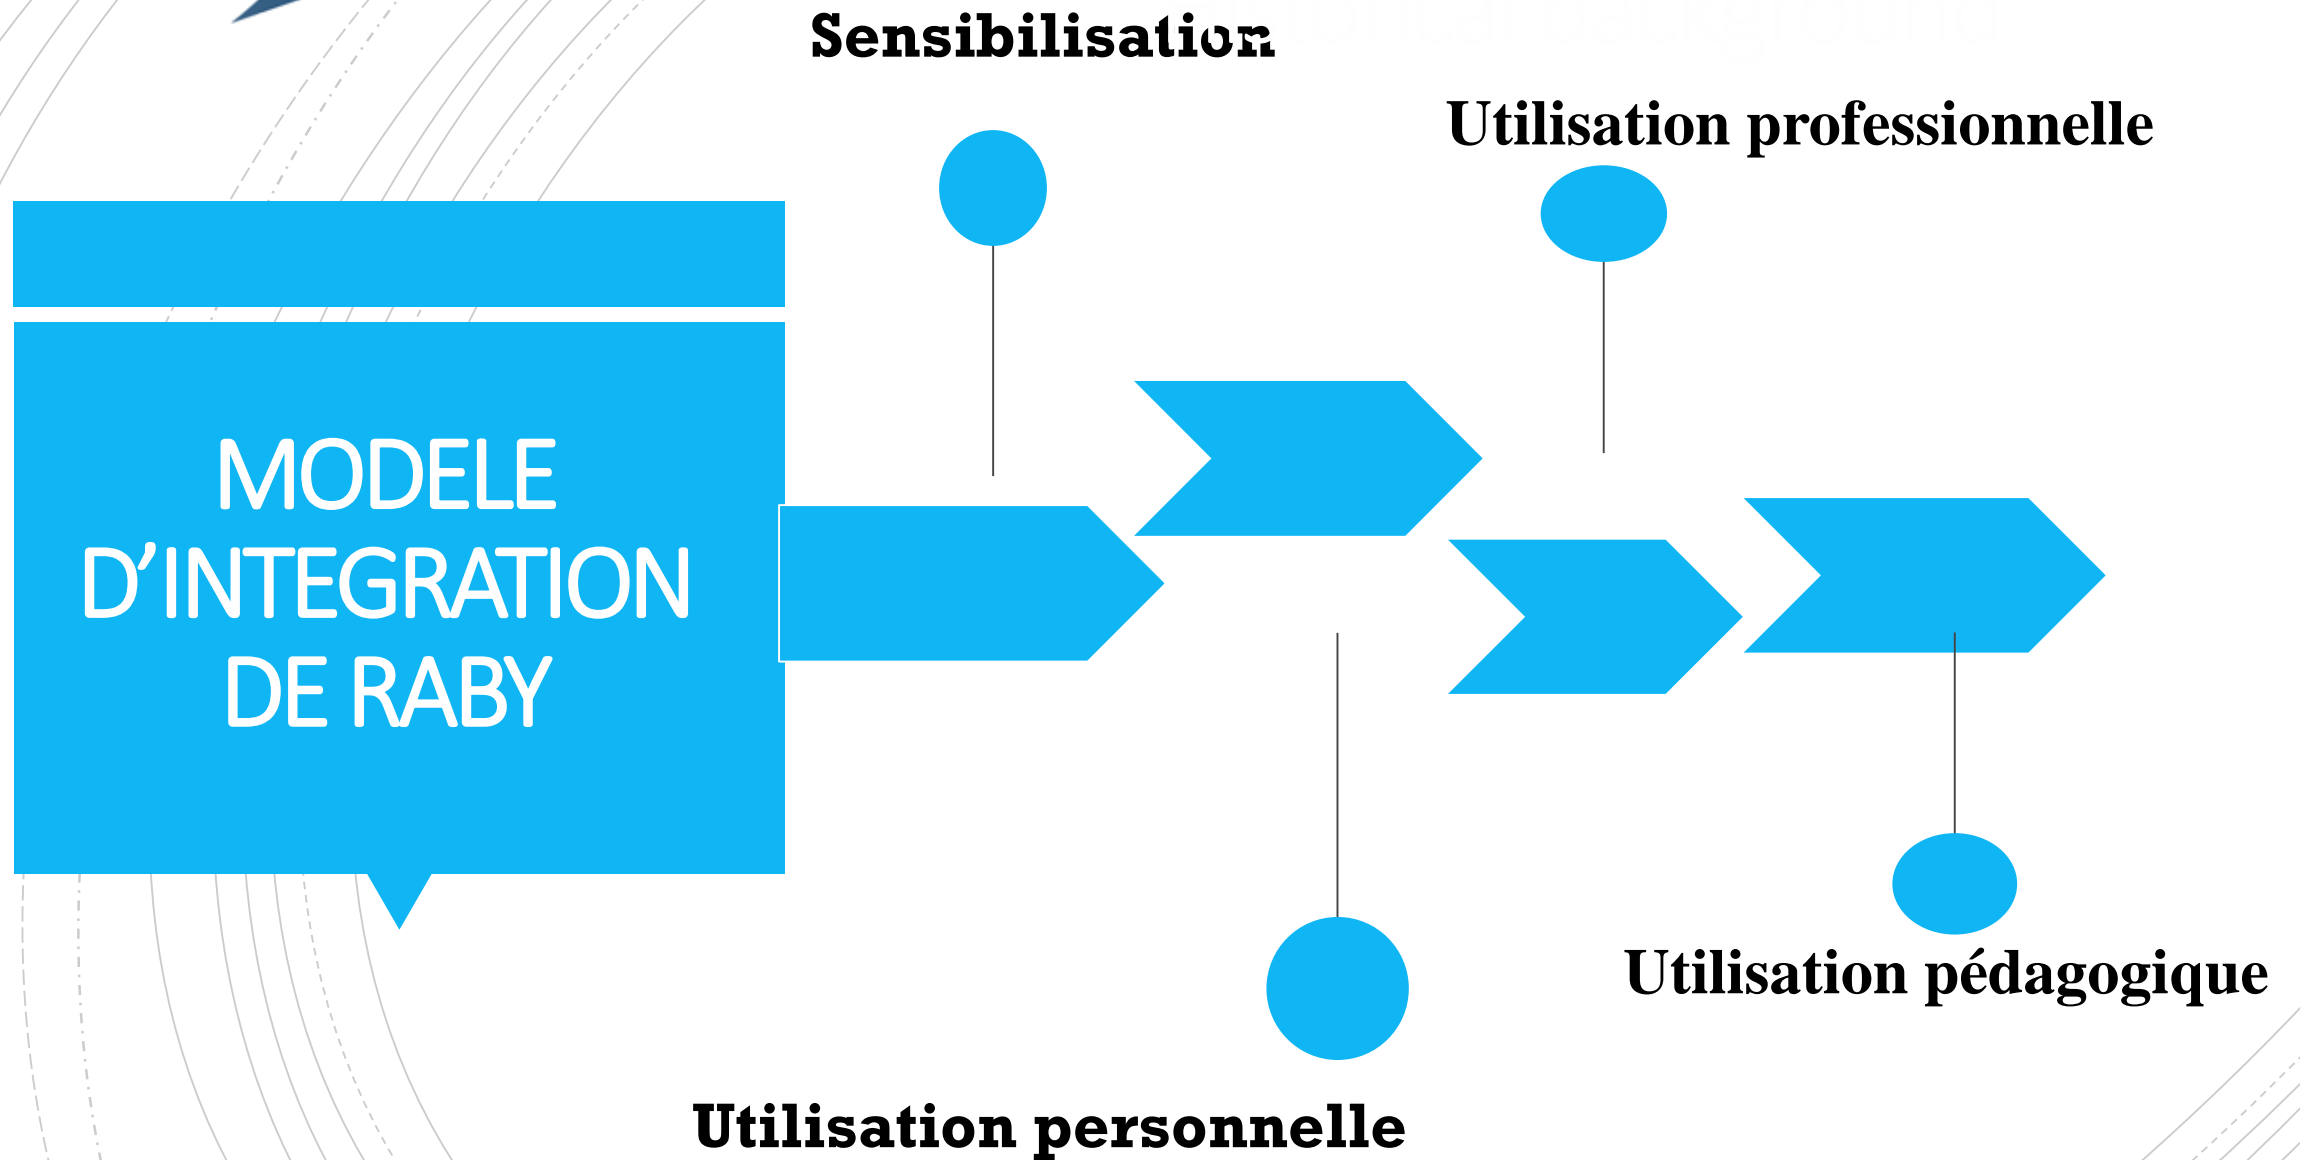 Sensibilisation
Utilisation professionnelle
MODELE
D’INTEGRATION
DE RABY
Utilisation pédagogique
Utilisation personnelle